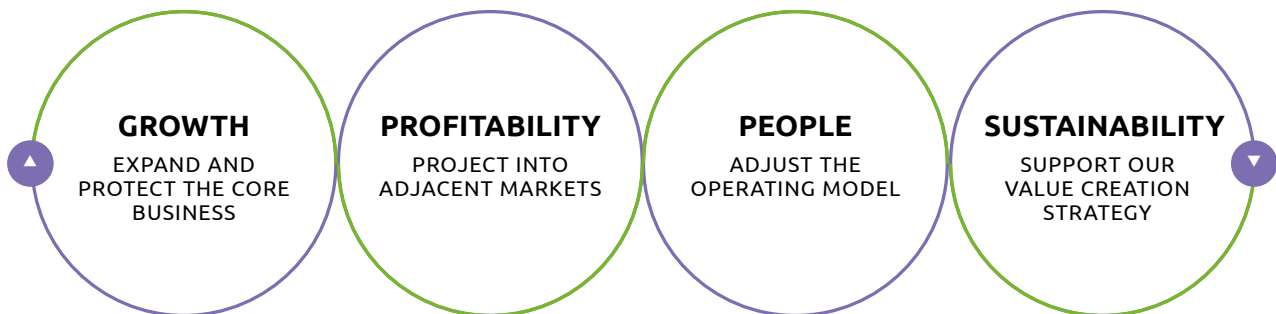 GROWTH
EXPAND AND
PROTECT THE CORE
BUSINESS
PROFITABILITY
PROJECT INTO
ADJACENT MARKETS
PEOPLE
ADJUST THE
OPERATING MODEL
SUSTAINABILITY
SUPPORT OUR
VALUE CREATION
STRATEGY